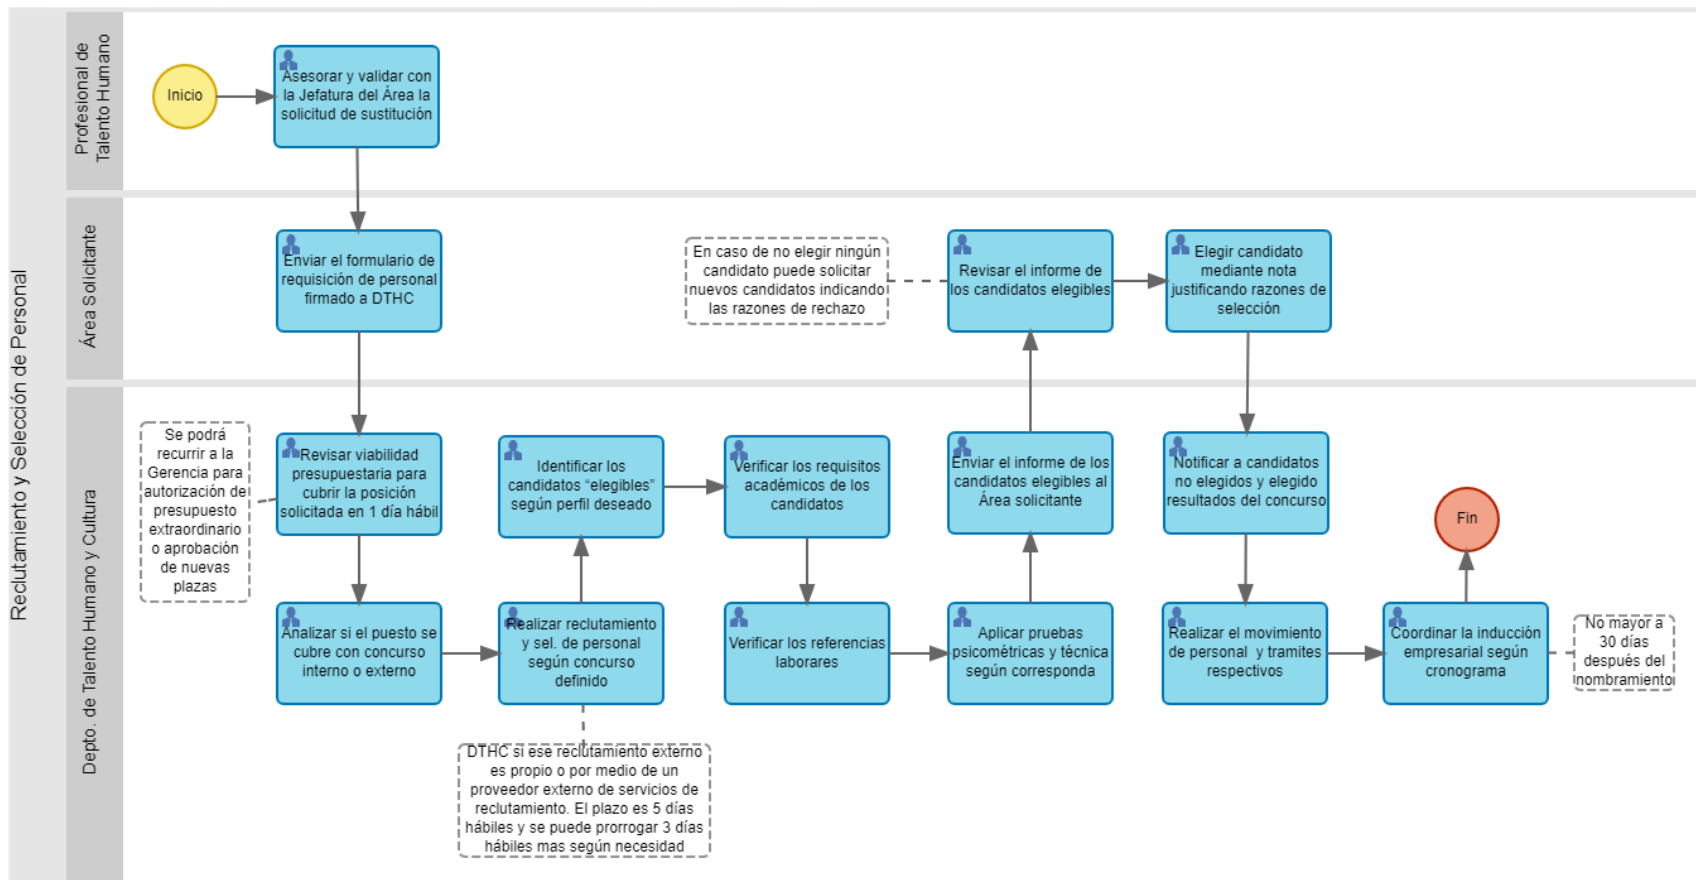 Reclutamiento y Selección de Personal
Profesional de
Talento Humano
Inicio
Asesorar y validar con
la Jefatura del Área la
solicitud de sustitución
Área Solicitante
Enviar el formulario de
requisición de personal
firmado a DTHC
En caso de no elegir ningún
candidato puede solicitar
nuevos candidatos indicando
las razones de rechazo
Revisar el informe de
los candidatos elegibles
Elegir candidato
mediante nota
justificando razones de
selección
Depto. de Talento Humano y Cultura
Se podrá
recurrir a la
Gerencia para
autorización de
presupuesto
extraordinario
o aprobación
de nuevas
plazas
Revisar viabilidad
presupuestaria para
cubrir la posición
solicitada en 1 día hábil
Identificar los
candidatos “elegibles”
según perfil deseado
Verificar los requisitos
académicos de los
candidatos
Enviar el informe de los
candidatos elegibles al
Área solicitante
Notificar a candidatos
no elegidos y elegido
resultados del concurso
Fin
Analizar si el puesto se
cubre con concurso
interno o externo
Realizar reclutamiento
y sel. de personal
según concurso
definido
Verificar los referencias
laborares
Aplicar pruebas
psicométricas y técnica
según corresponda
Realizar el movimiento
de personal y tramites
respectivos
Coordinar la inducción
empresarial según
cronograma
No mayor a
30 días
después del
nombramiento
DTHC si ese reclutamiento externo
es propio o por medio de un
proveedor externo de servicios de
reclutamiento. El plazo es 5 días
hábiles y se puede prorrogar 3 días
hábiles mas según necesidad